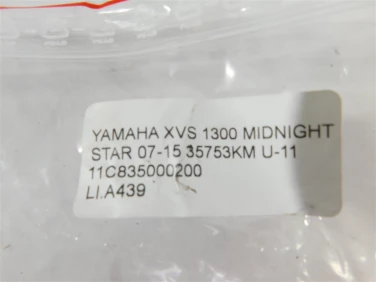 YAMAHA XVS 1300 MIDNIGHT
STAR 07-15 35753KM U-11
11C835000200
LI.A439